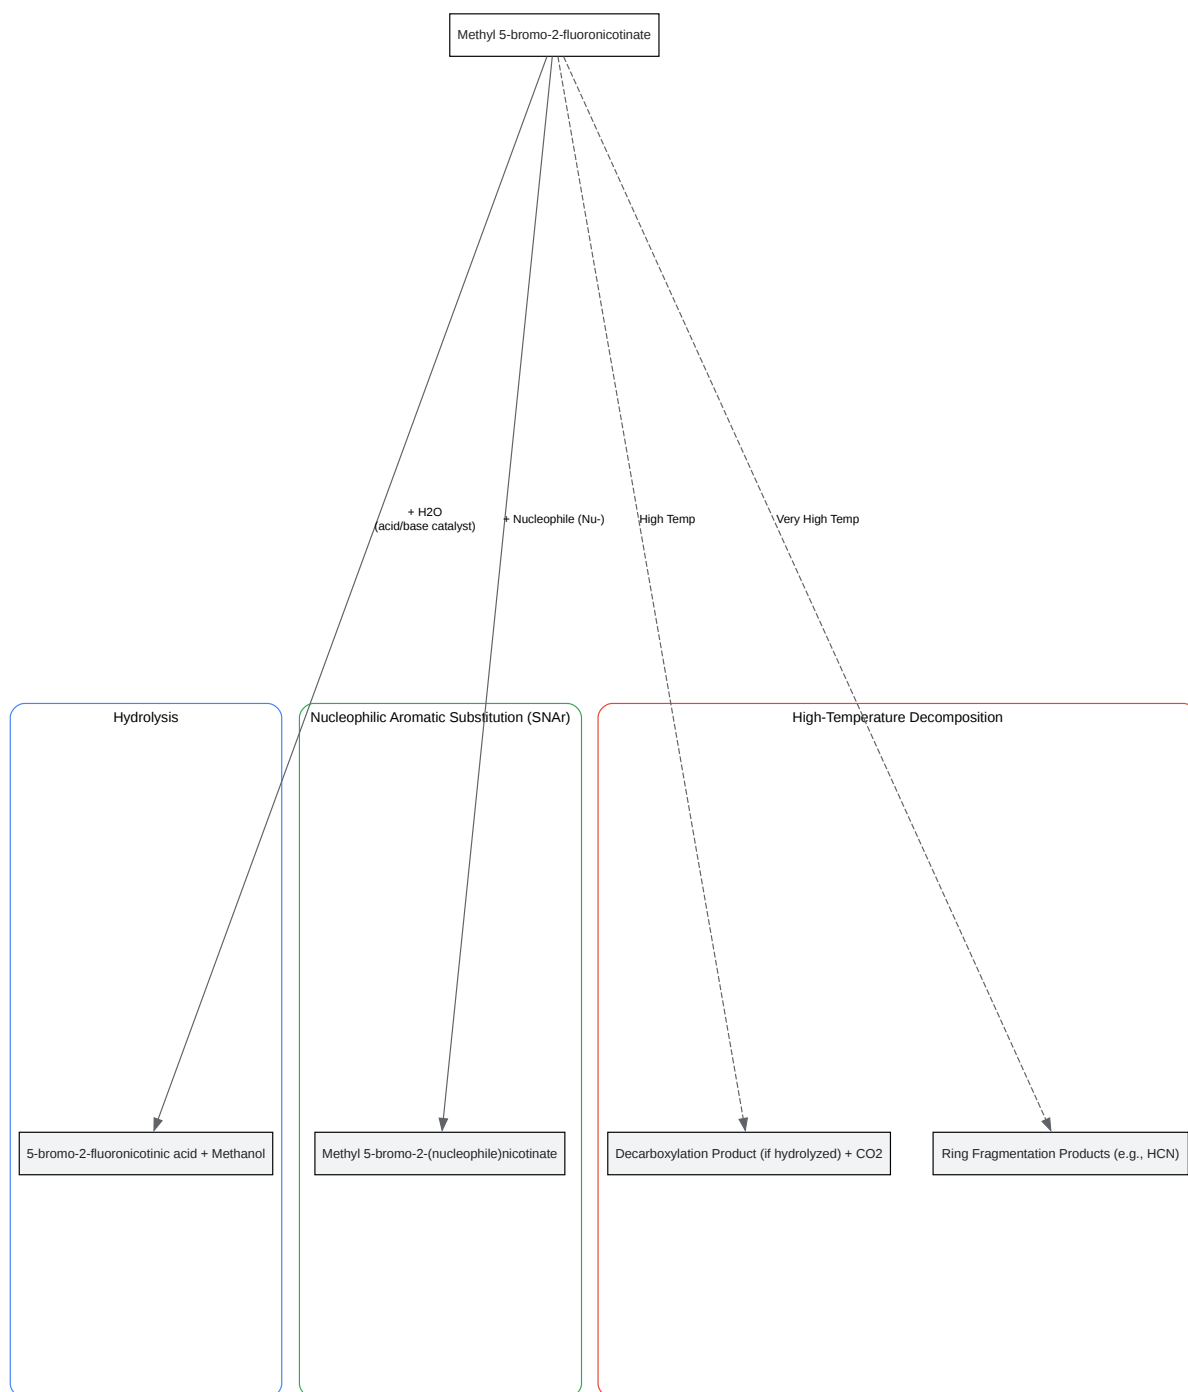 Methyl 5-bromo-2-fluoronicotinate
+ H2O
(acid/base catalyst)
+ Nucleophile (Nu-)
High Temp
Very High Temp
Hydrolysis
Nucleophilic Aromatic Substitution (SNAr)
High-Temperature Decomposition
5-bromo-2-fluoronicotinic acid + Methanol
Methyl 5-bromo-2-(nucleophile)nicotinate
Decarboxylation Product (if hydrolyzed) + CO2
Ring Fragmentation Products (e.g., HCN)